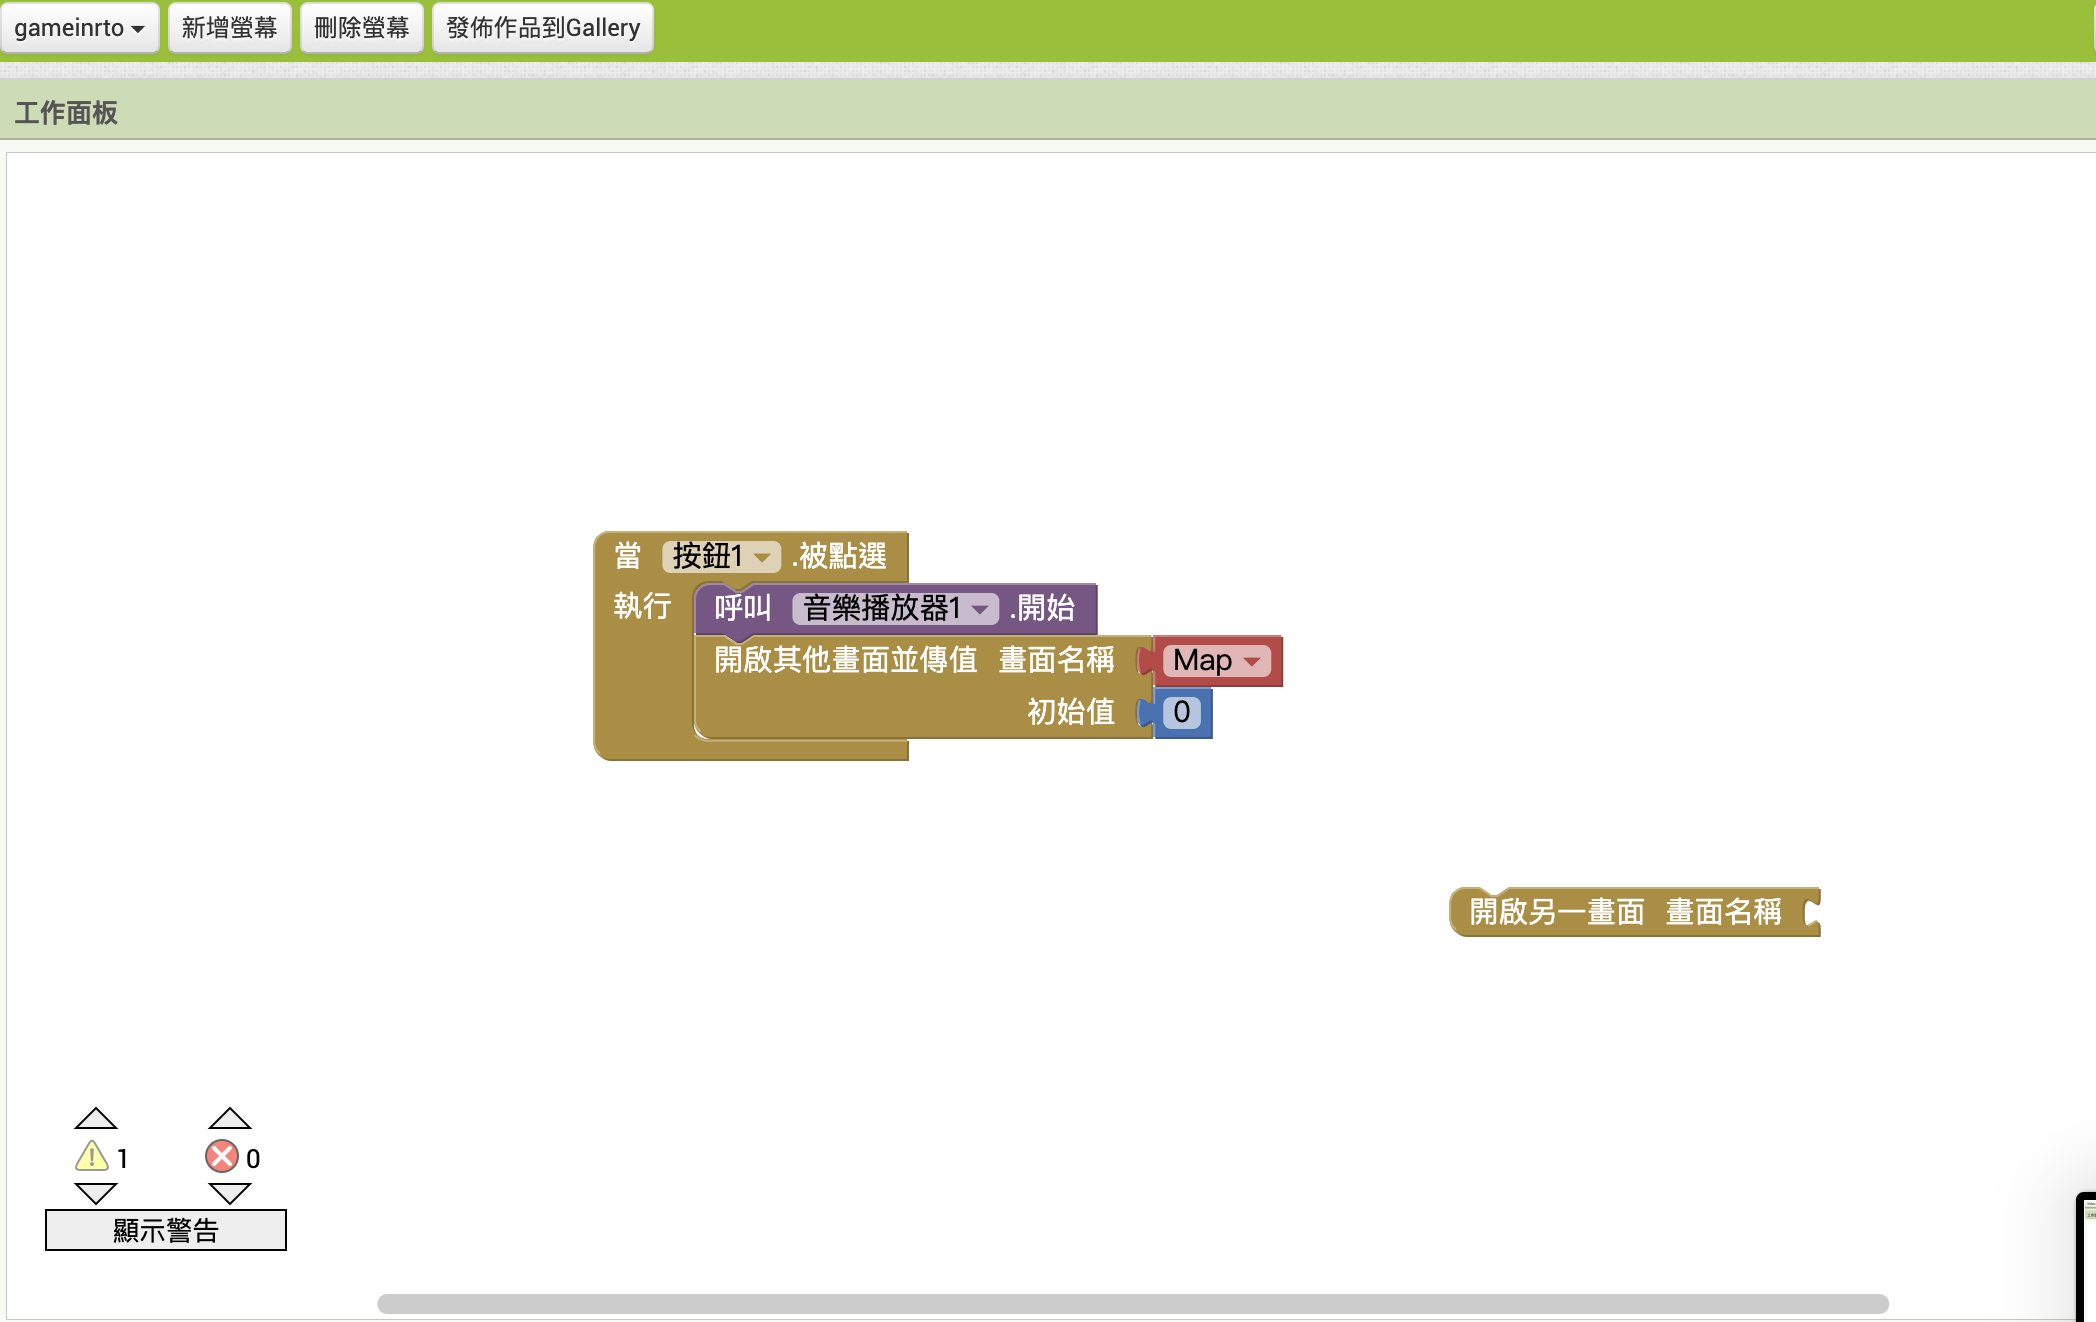 gameinrto 新增螢幕 刪除螢幕 發佈作品到Gallery
工作面板
當 按鈕1 .被點選
執行 呼叫 音樂播放器1 .開始
開啟其他畫面並傳值 畫面名稱 Map
初始值 0
開啟另一畫面 畫面名稱
1 0
顯示警告